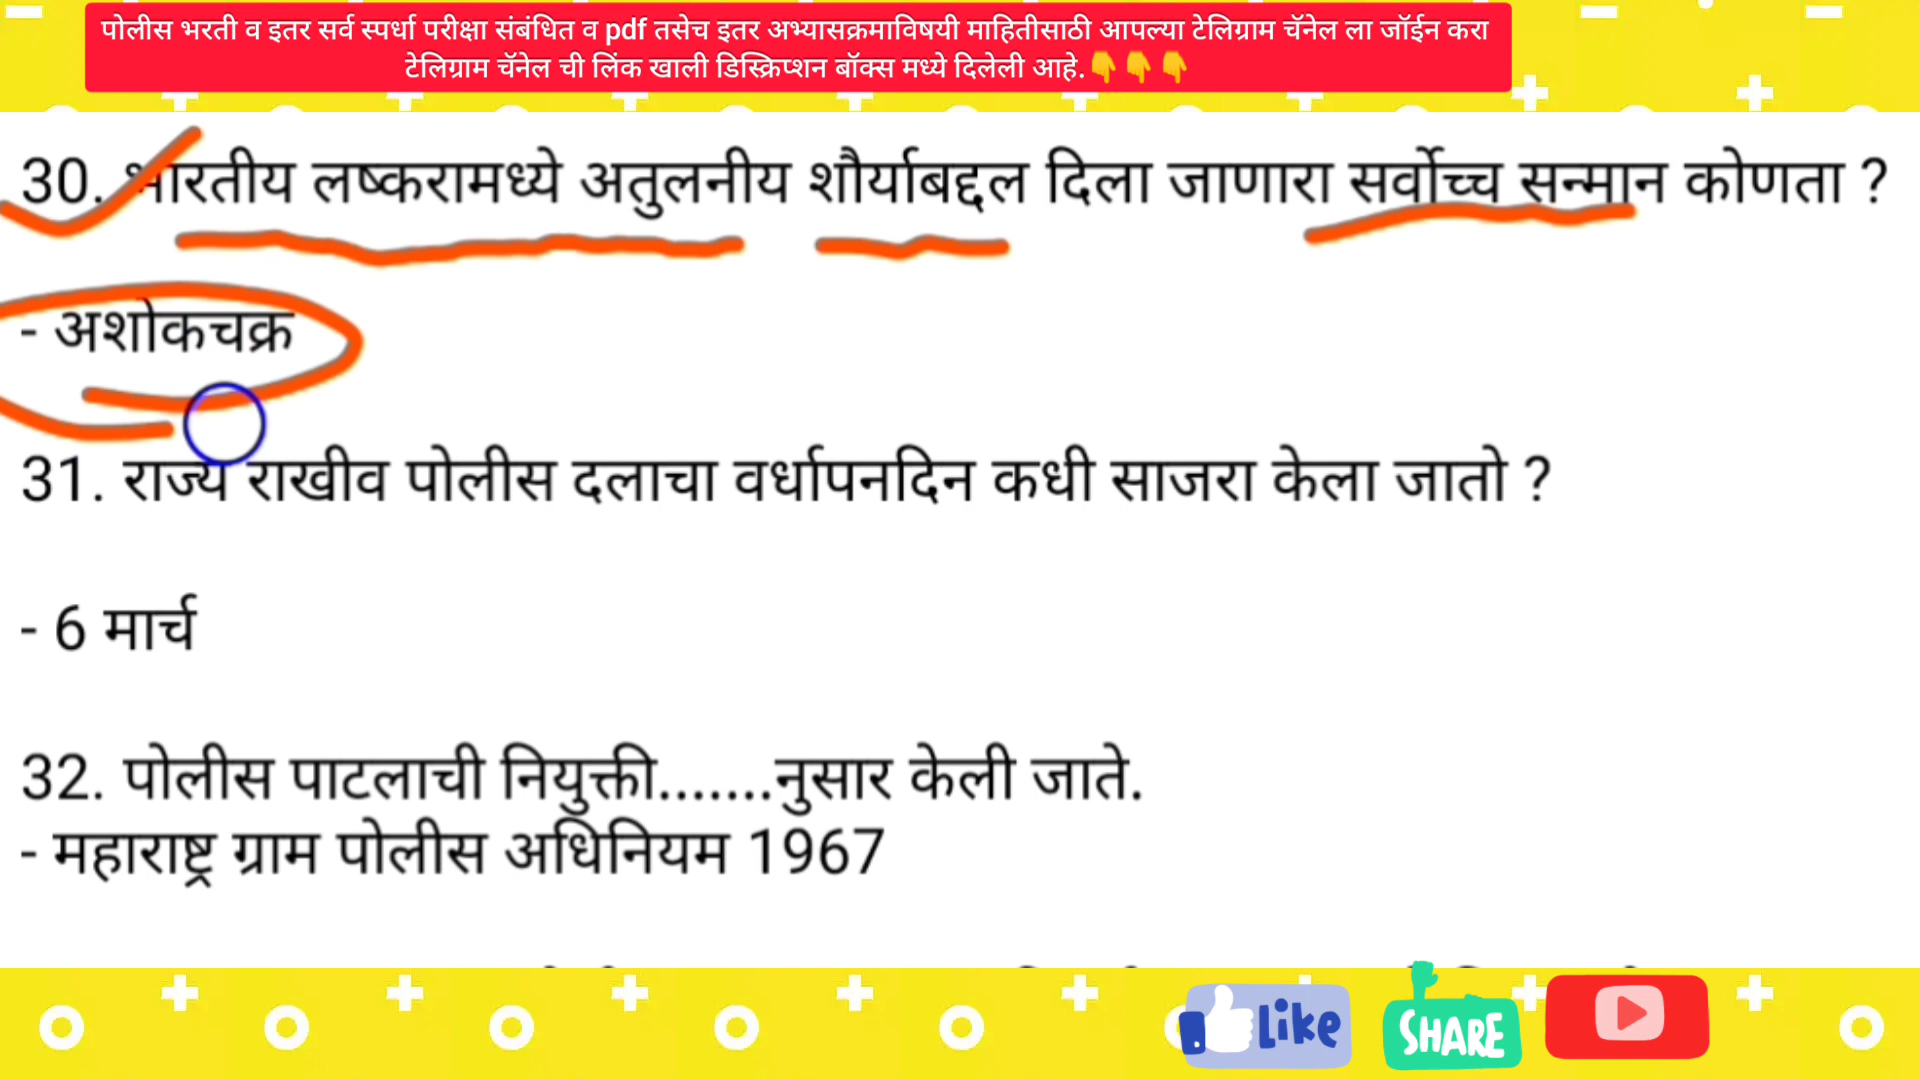 पोलीस भरती व इतर सर्व स्पर्धा परीक्षा संबंधित व pdf तसेच इतर अभ्यासक्रमाविषयी माहितीसाठी आपल्या टेलिग्राम चॅनेल ला जॉईन करा
टेलिग्राम चॅनेल ची लिंक खाली डिस्क्रिप्शन बॉक्स मध्ये दिलेली आहे.👇👇👇
30. भारतीय लष्करामध्ये अतुलनीय शौर्याबद्दल दिला जाणारा सर्वोच्च सन्मान कोणता ?
- अशोकचक्र
31. राज्य राखीव पोलीस दलाचा वर्धापनदिन कधी साजरा केला जातो ?
- 6 मार्च
32. पोलीस पाटलाची नियुक्ती.......नुसार केली जाते.
- महाराष्ट्र ग्राम पोलीस अधिनियम 1967
Like
SHARE